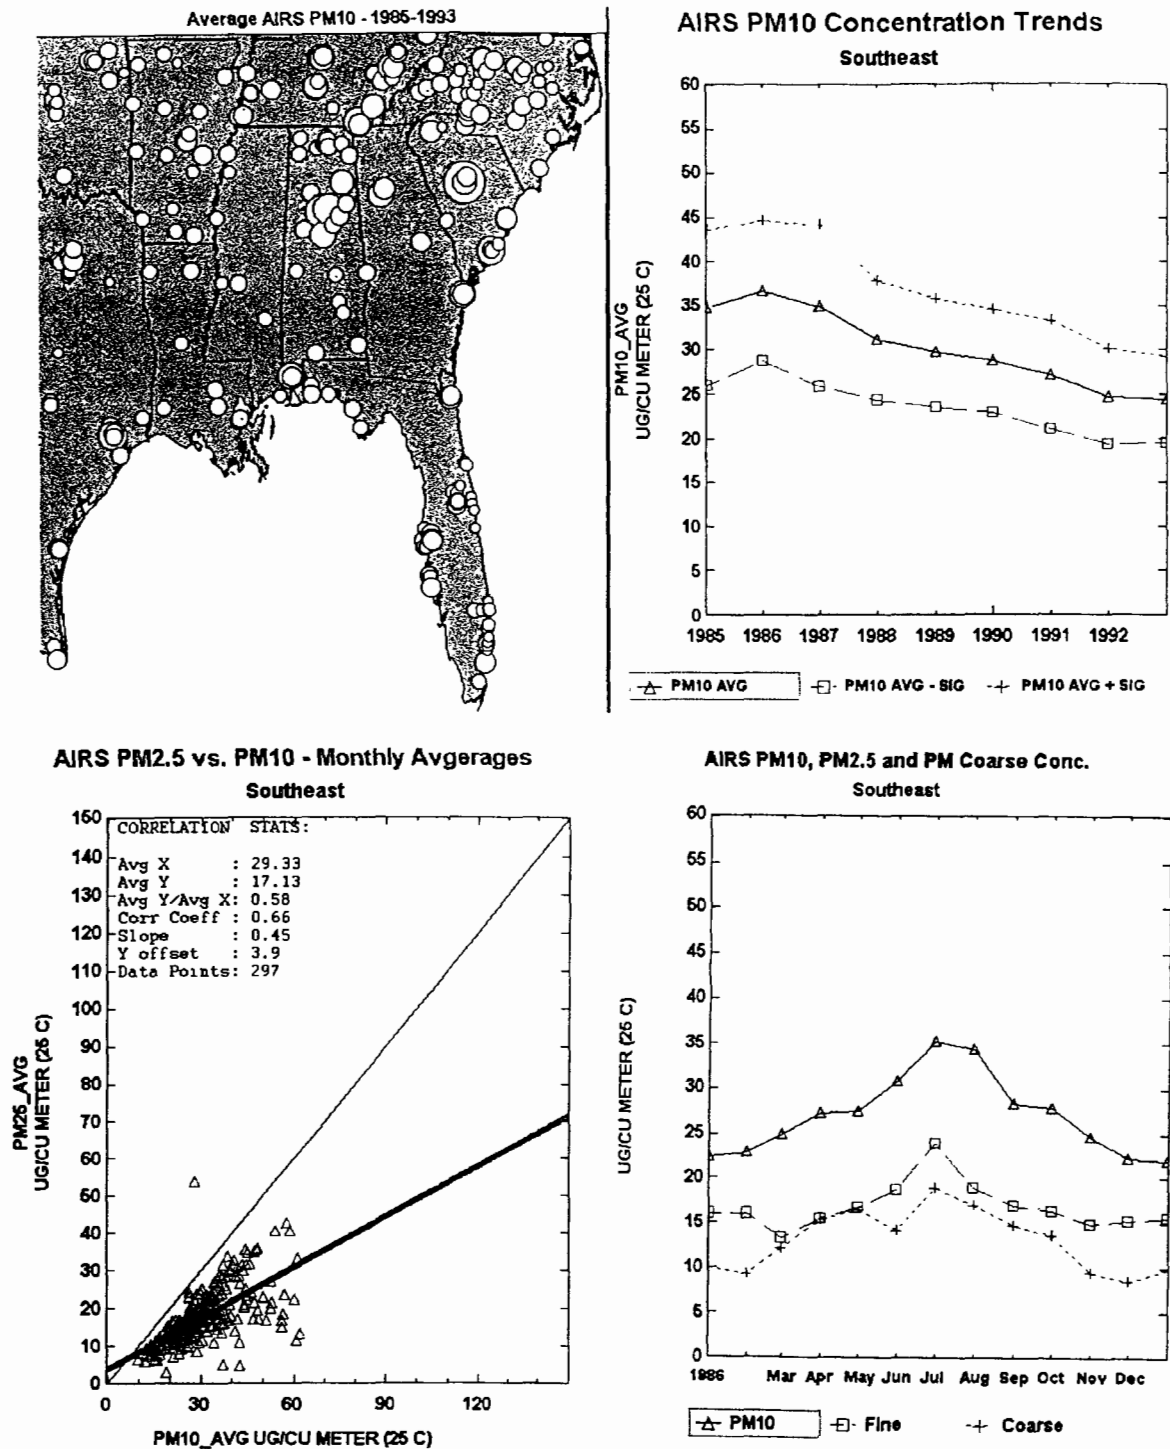 Average AIRS PM10 - 1985-1993
AIRS PM10 Concentration Trends
Southeast
60
55
50
45
40
35
30
25
20
15
10
5
0
PM10_AVG
UG/CU METER (25 C)
1985 1986 1987 1988 1989 1990 1991 1992
PM10 AVG PM10 AVG - SIG PM10 AVG + SIG
AIRS PM2.5 vs. PM10 - Monthly Avgerages
Southeast
150
140
130
120
110
100
90
80
70
60
50
40
30
20
10
0
CORRELATION STATS:
Avg X : 29.33
Avg Y : 17.13
Avg Y/Avg X: 0.58
Corr Coeff : 0.66
Slope : 0.45
Y offset : 3.9
Data Points: 297
PM25_AVG
UG/CU METER (25 C)
0 30 60 90 120
PM10_AVG UG/CU METER (25 C)
AIRS PM10, PM2.5 and PM Coarse Conc.
Southeast
60
55
50
45
40
35
30
25
20
15
10
5
0
UG/CU METER (25 C)
1986 Mar Apr May Jun Jul Aug Sep Oct Nov Dec
PM10 Fine Coarse